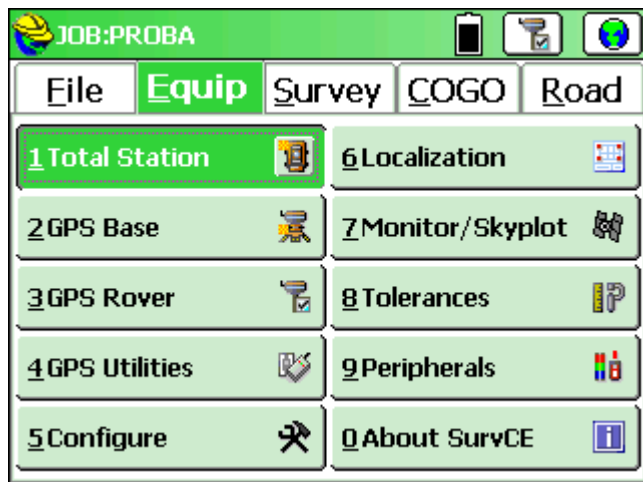 JOB:PROBA
File Equip Survey COGO Road
1 Total Station
2 GPS Base
3 GPS Rover
4 GPS Utilities
5 Configure
6 Localization
7 Monitor/Skyplot
8 Tolerances
9 Peripherals
0 About SurvCE